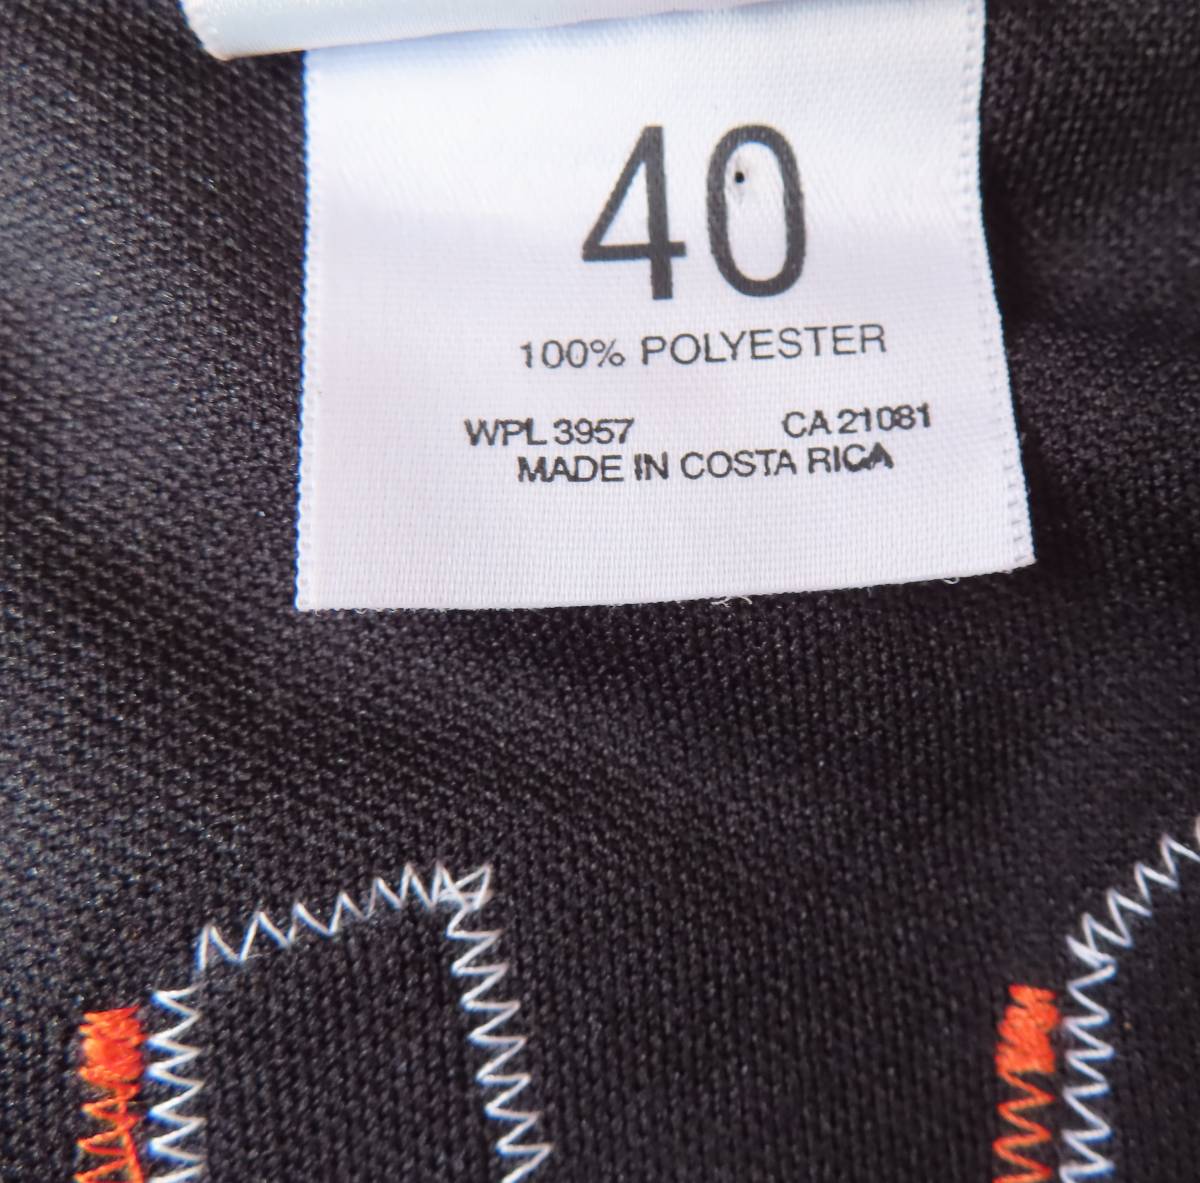 40
100% POLYESTER
WPL 3957 CA 21081
MADE IN COSTA RICA